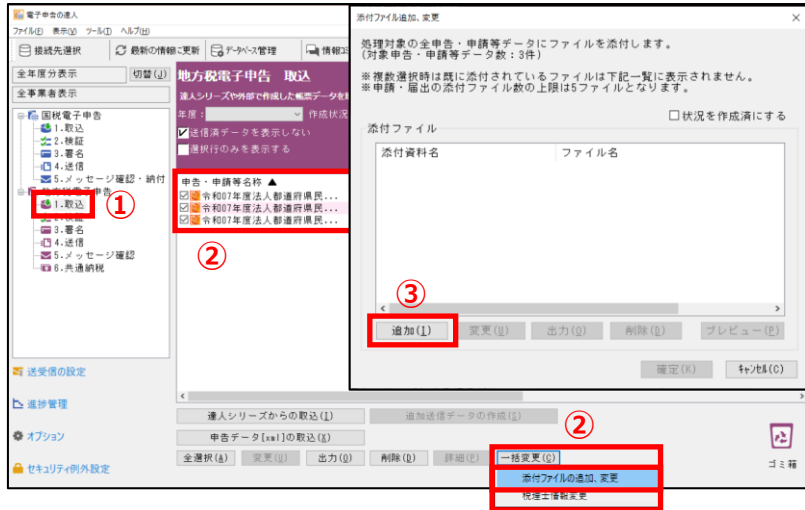 電子申告の達人
ファイル(F) 表示(V) ツール(T) ヘルプ(H)
接続先選択 最新の情報に更新 データベース管理
全年度分表示 切替(J)
全事業者表示
国税電子申告
1.取込
2.検証
3.署名
4.送信
5.メッセージ確認・納付
地方税電子申告
1.取込
①
3.署名
4.送信
5.メッセージ確認
6.共通納税
送受信の設定
進捗管理
オプション
セキュリティ例外設定
地方税電子申告 取込
達人シリーズや外部で作成した帳票データを
年度: 作成状況
送信済データを表示しない
選択行のみを表示する
申告・申請等名称 ▲
令和07年度法人都道府県民...
令和07年度法人都道府県民...
令和07年度法人都道府県民...
②
達人シリーズからの取込(I) 追加送信データの作成(S)
申告データ[xml]の取込(X)
全選択(A) 変更(U) 出力(O) 削除(D) 詳細(P) 一括変更(C)
②
添付ファイルの追加、変更
税理士情報変更
ゴミ箱
添付ファイル追加、変更 ×
処理対象の全申告・申請等データにファイルを添付します。
(対象申告・申請等データ数:3件)
※複数選択時は既に添付されているファイルは下記一覧に表示されません。
※申請・届出の添付ファイル数の上限は5ファイルとなります。
状況を作成済にする
添付ファイル
添付資料名 ファイル名
③
追加(I) 変更(U) 出力(O) 削除(D) プレビュー(P)
確定(K) キャンセル(C)